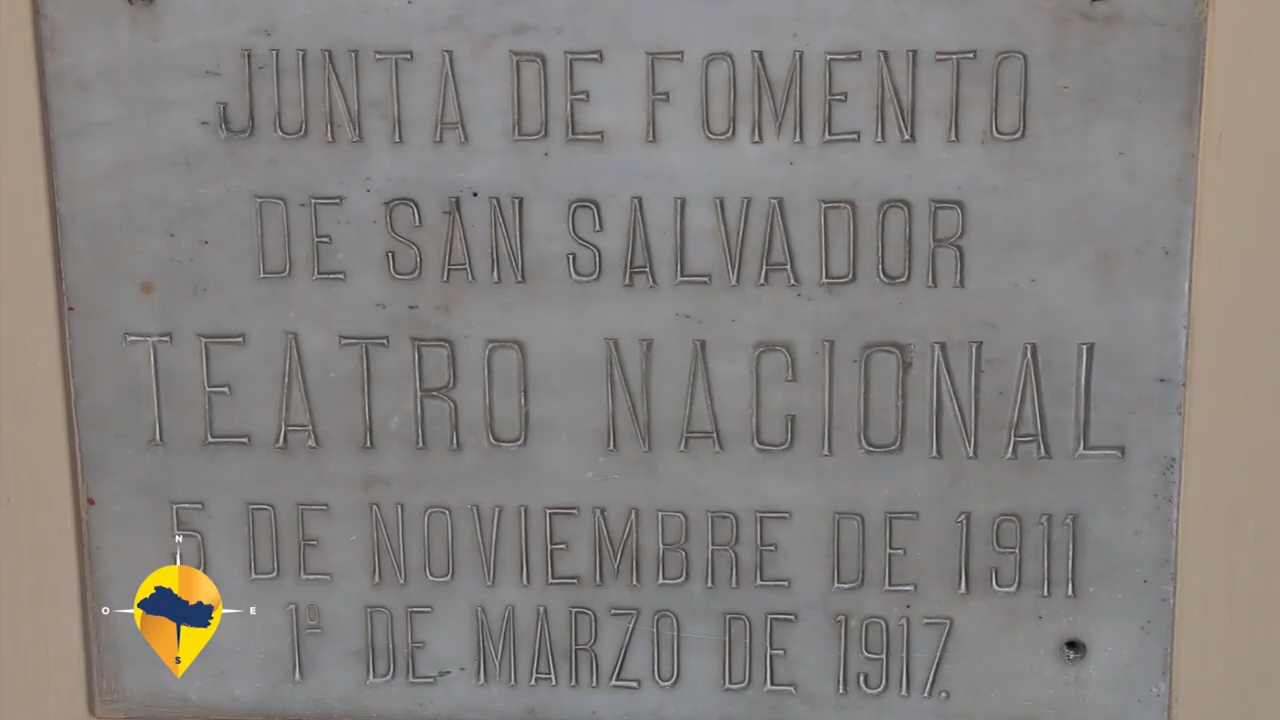 JUNTA DE FOMENTO
DE SAN SALVADOR
TEATRO NACIONAL
5 DE NOVIEMBRE DE 1911
1º DE MARZO DE 1917.
N
O E
S